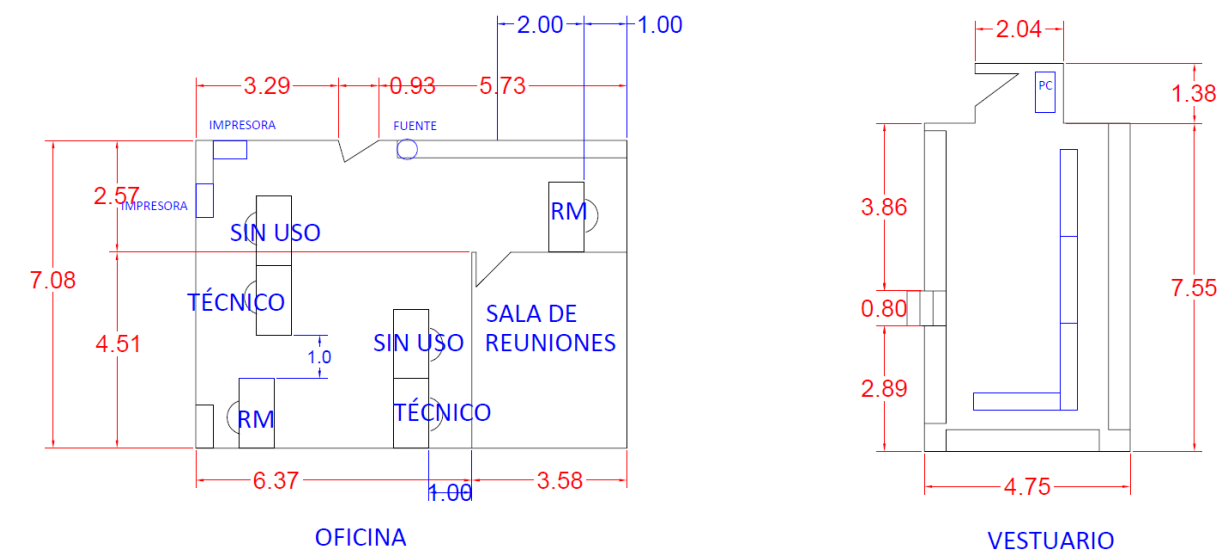 2.00
1.00
2.04
3.29
0.93
5.73
PC
1.38
IMPRESORA
FUENTE
2.57
IMPRESORA
SIN USO
RM
3.86
7.08
TÉCNICO
0.80
7.55
4.51
SIN USO
SALA DE
REUNIONES
1.0
2.89
RM
TÉCNICO
6.37
1.00
3.58
4.75
OFICINA
VESTUARIO